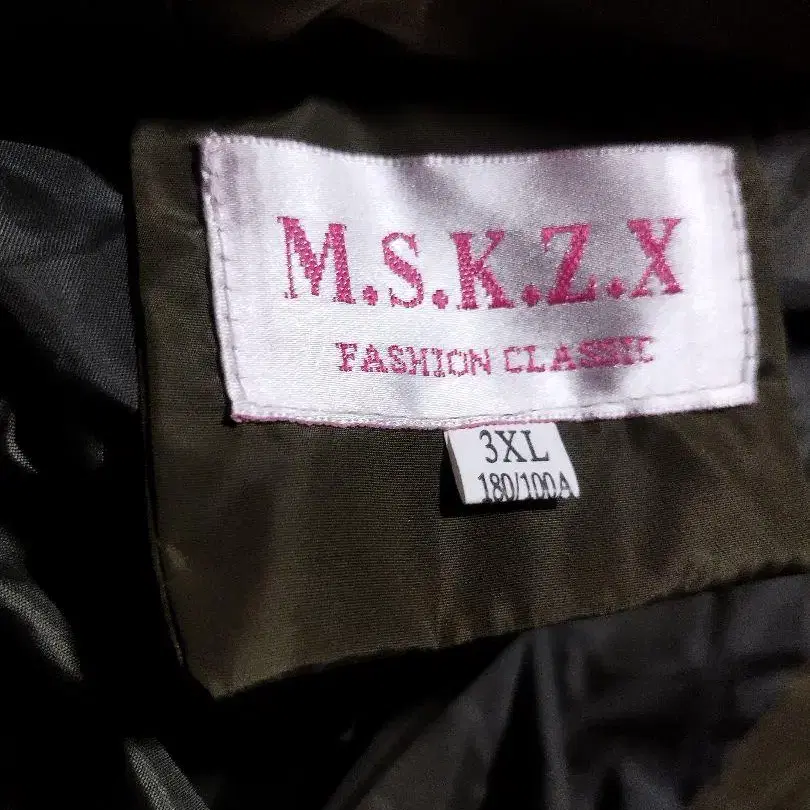 M.S.K.Z.X
FASHION CLASSIC
3XL
180/100A